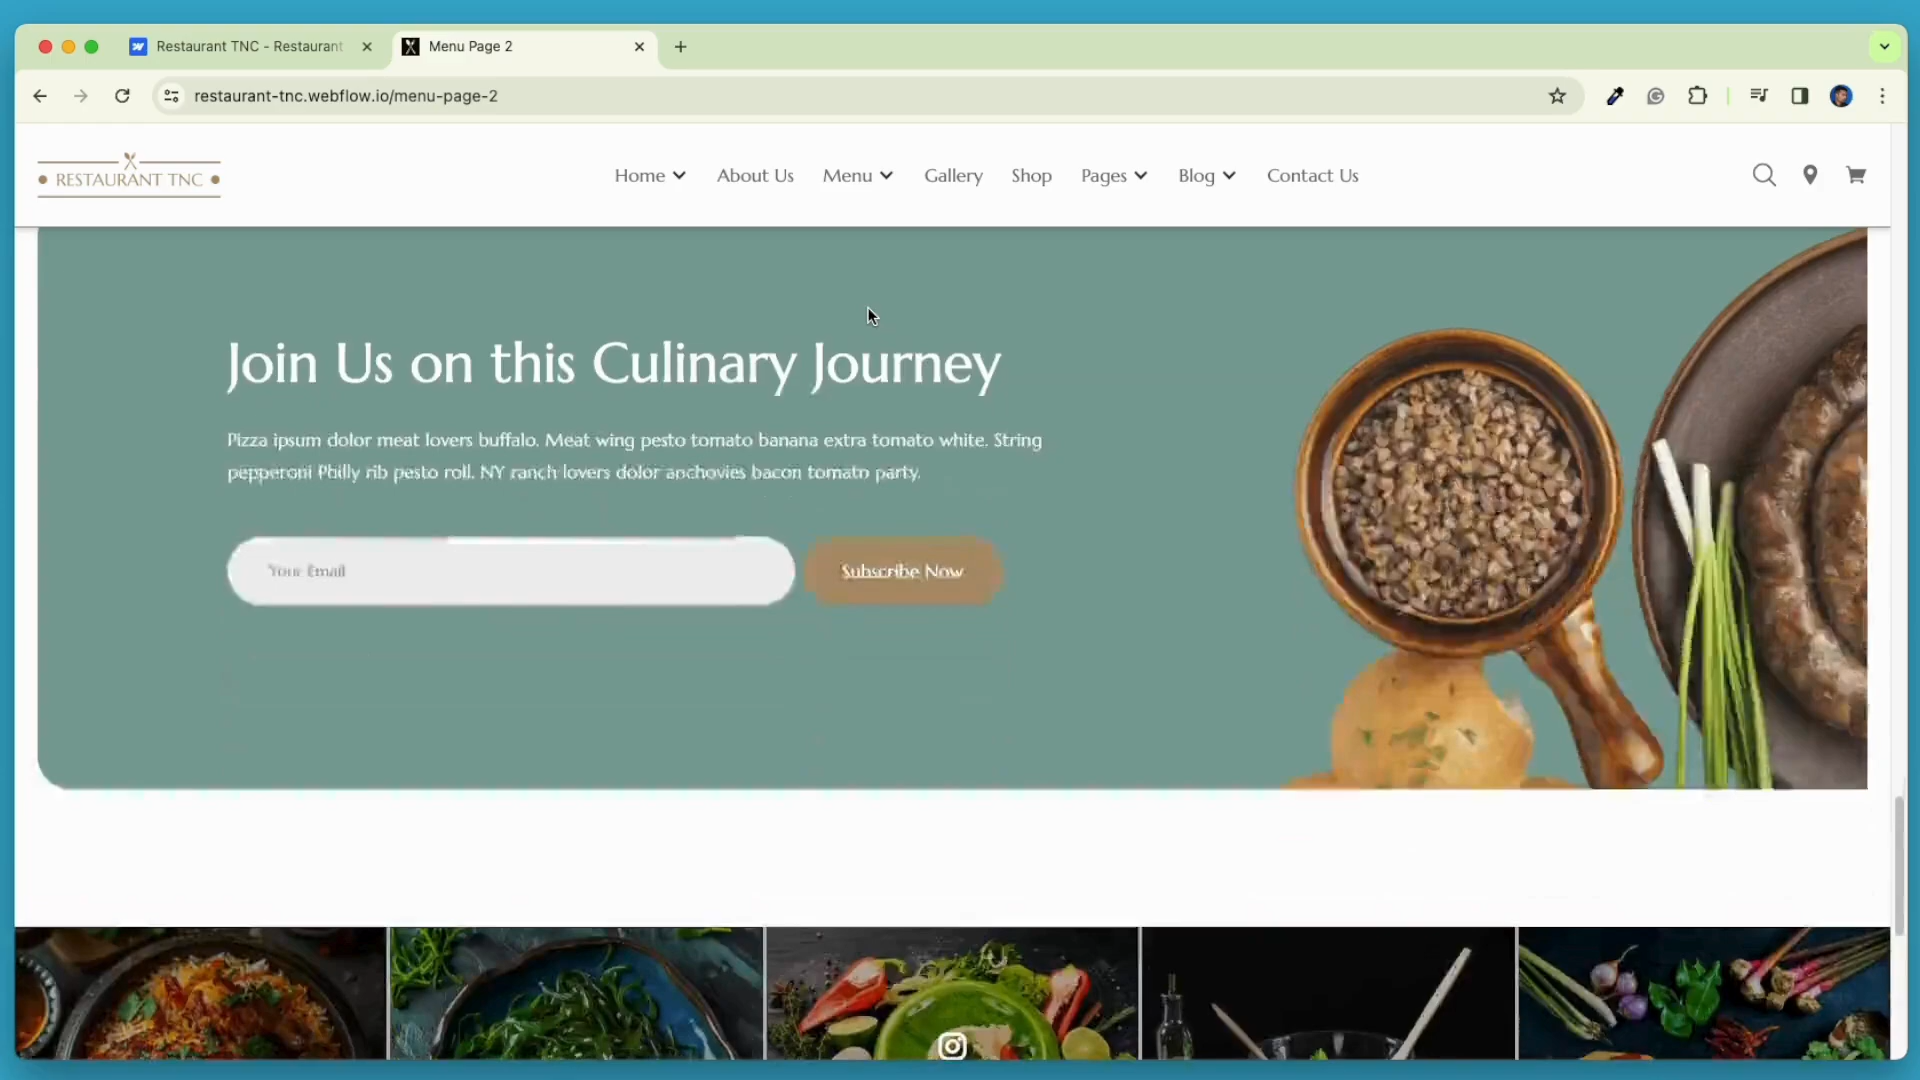 Restaurant TNC - Restaurant
Menu Page 2
restaurant-tnc.webflow.io/menu-page-2
RESTAURANT TNC
Home
About Us
Menu
Gallery
Shop
Pages
Blog
Contact Us
Join Us on this Culinary Journey
Pizza ipsum dolor meat lovers buffalo. Meat wing pesto tomato banana extra tomato white. String
pepperoni Philly rib pesto roll. NY ranch lovers dolor anchovies bacon tomato party.
Your Email
Subscribe Now